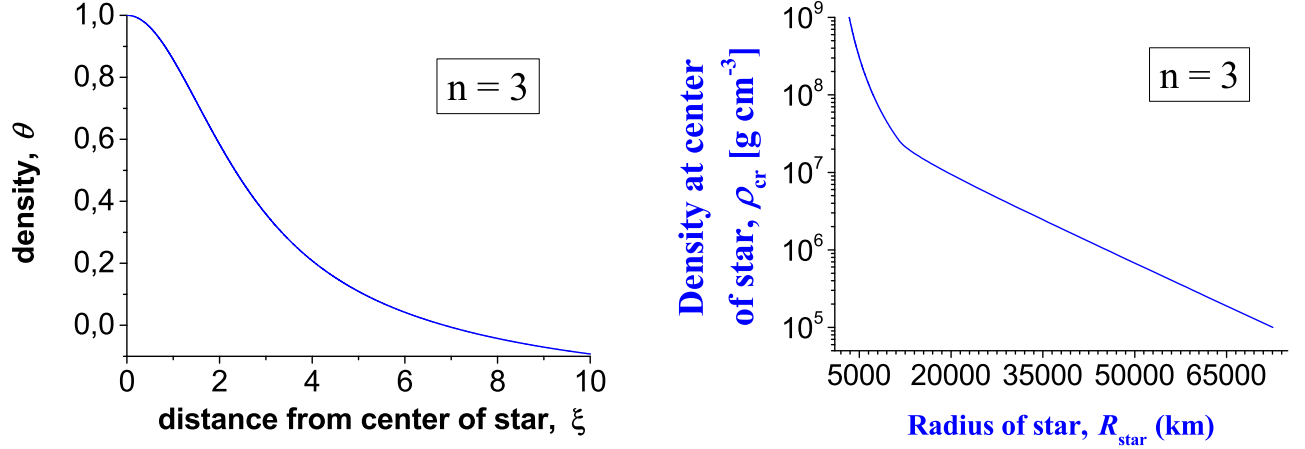 1,0
0,8
0,6
0,4
0,2
0,0
density, θ
n = 3
0 2 4 6 8 10
distance from center of star, ξ
10⁹
10⁸
10⁷
10⁶
10⁵
Density at center
of star, ρcr [g cm⁻³]
n = 3
5000 20000 35000 50000 65000
Radius of star, Rstar (km)